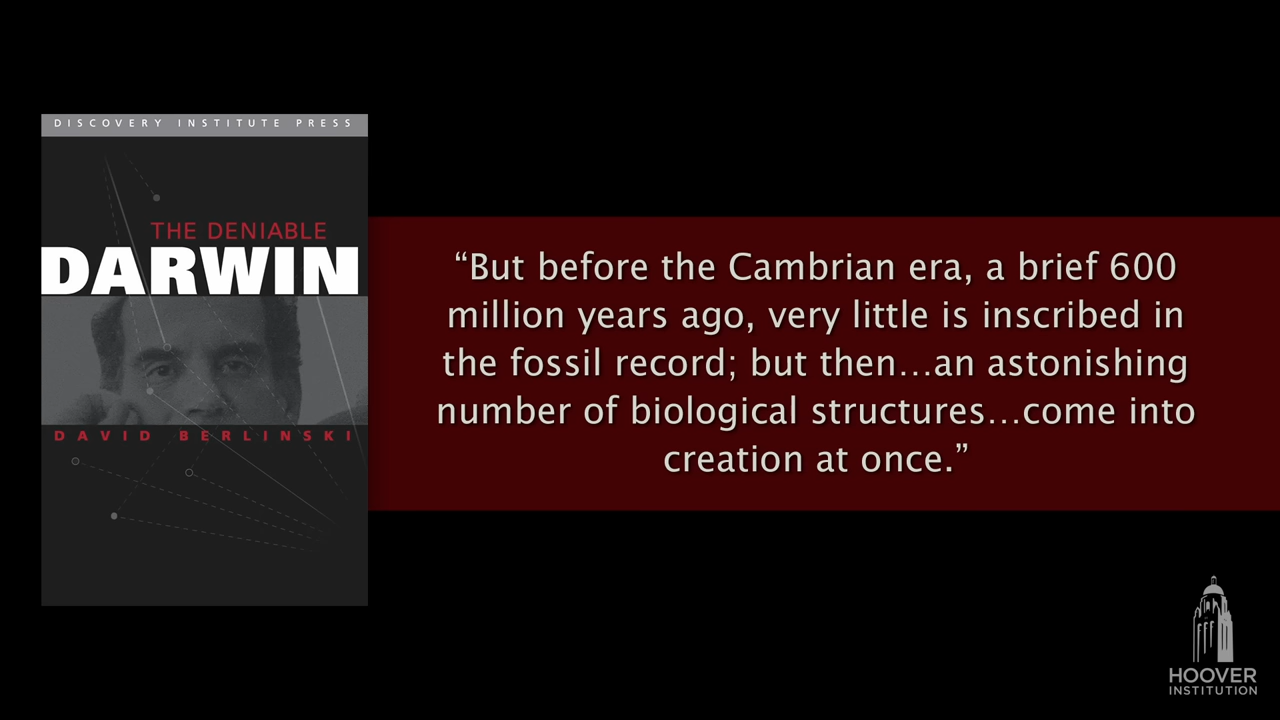 DISCOVERY INSTITUTE PRESS
THE DENIABLE
DARWIN
DAVID BERLINSKI
“But before the Cambrian era, a brief 600
million years ago, very little is inscribed in
the fossil record; but then…an astonishing
number of biological structures…come into
creation at once.”
HOOVER
INSTITUTION